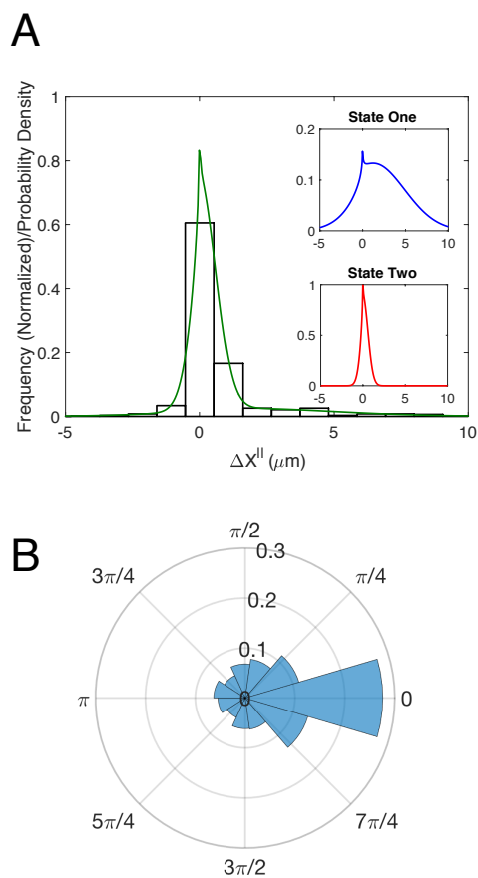 A
Frequency (Normalized)/Probability Density
1
0.8
0.6
0.4
0.2
0
-5
0
5
10
ΔX^{||} (μm)
State One
0.2
0.1
0
-5
0
5
10
State Two
1
0.5
0
-5
0
5
10
B
π/2
0.3
3π/4
π/4
0.2
0.1
π
0
0
5π/4
7π/4
3π/2